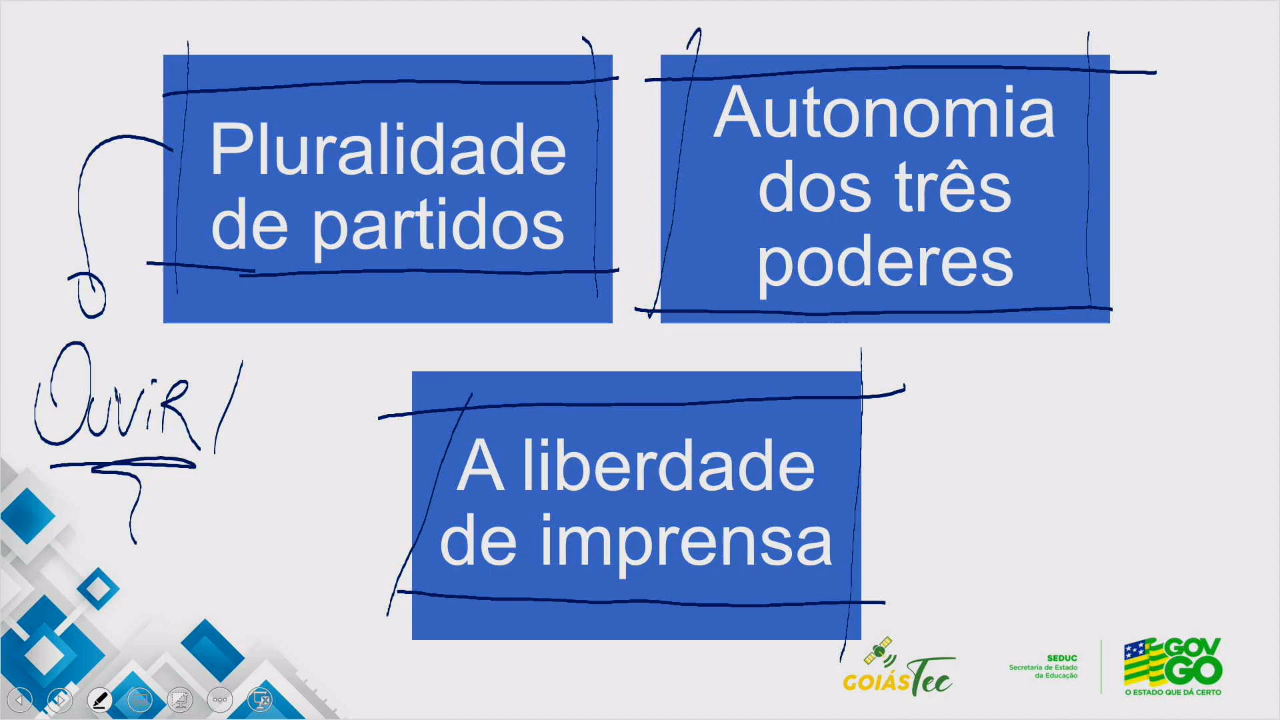 Pluralidade
de partidos
Autonomia
dos três
poderes
OUVIR
A liberdade
de imprensa
GOIÁS Tec
SEDUC
Secretaria de Estado
da Educação
GOV
GO
O ESTADO QUE DÁ CERTO